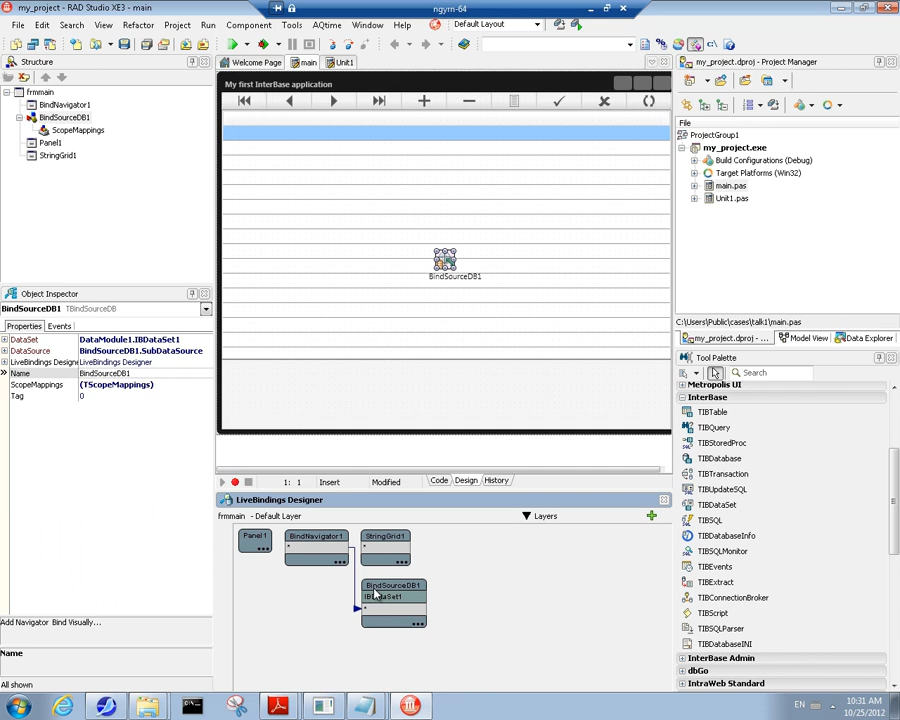 my_project - RAD Studio XE3 - main
ngyrn-64
File Edit Search View Refactor Project Run Component Tools AQtime Window Help
Default Layout
Structure
Welcome Page main Unit1
my_project.dproj - Project Manager
frmmain
BindNavigator1
BindSourceDB1
ScopeMappings
Panel1
StringGrid1
My first InterBase application
BindSourceDB1
File
ProjectGroup1
my_project.exe
Build Configurations (Debug)
Target Platforms (Win32)
main.pas
Unit1.pas
Object Inspector
BindSourceDB1 TBindSourceDB
Properties Events
DataSet DataModule1.IBDataSet1
DataSource BindSourceDB1.SubDataSource
LiveBindings Designer LiveBindings Designer
Name BindSourceDB1
ScopeMappings (TScopeMappings)
Tag 0
C:\Users\Public\cases\talk1\main.pas
my_project.dproj - ... Model View Data Explorer
Tool Palette
Search
Metropolis UI
InterBase
TIBTable
TIBQuery
TIBStoredProc
TIBDatabase
TIBTransaction
TIBUpdateSQL
TIBDataSet
TIBSQL
TIBDatabaseInfo
TIBSQLMonitor
TIBEvents
TIBExtract
TIBConnectionBroker
TIBScript
TIBSQLParser
TIBDatabaseINI
InterBase Admin
dbGo
IntraWeb Standard
1: 1 Insert Modified Code Design History
LiveBindings Designer
frmmain - Default Layer Layers
Panel1 BindNavigator1 StringGrid1
* *
BindSourceDB1
IBDataSet1
*
Add Navigator Bind Visually...
Name
All shown
EN 10:31 AM
10/25/2012